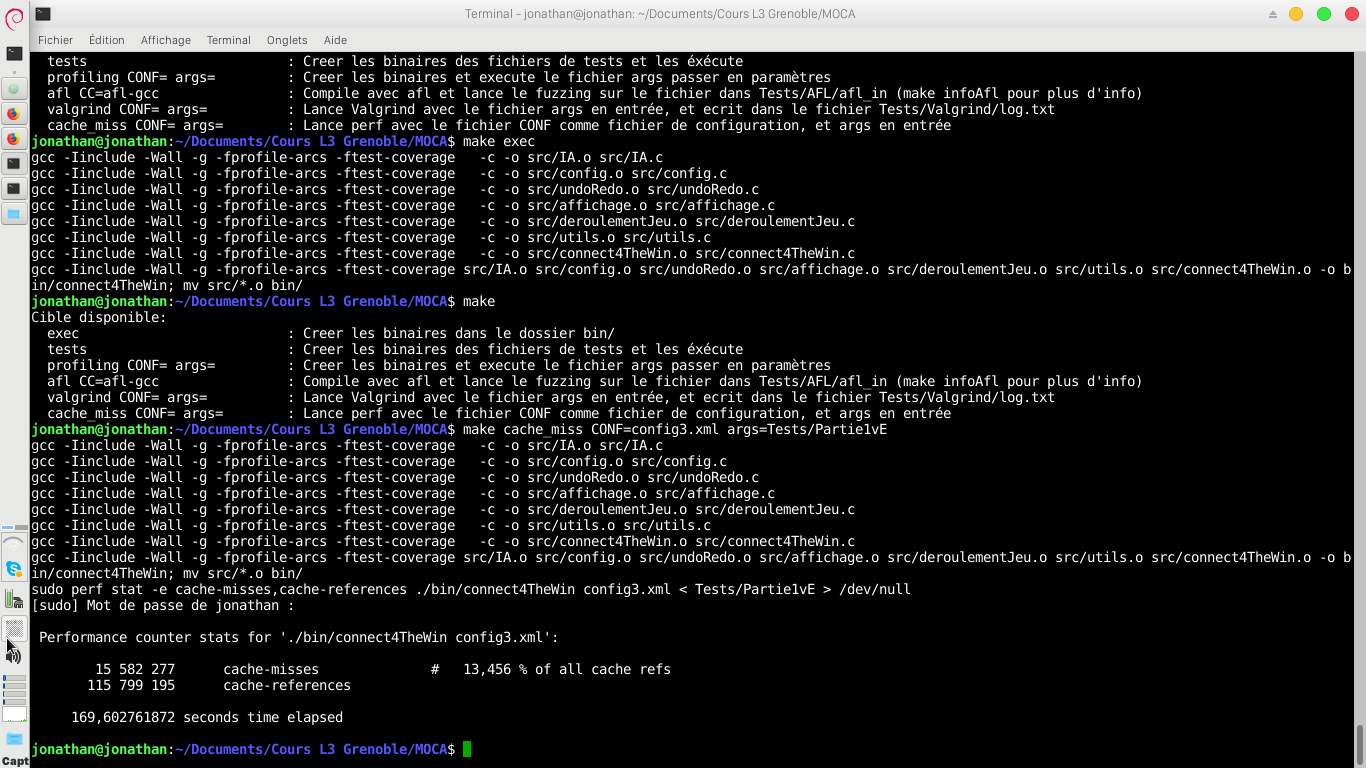 Terminal - jonathan@jonathan: ~/Documents/Cours L3 Grenoble/MOCA
Fichier Édition Affichage Terminal Onglets Aide
tests : Creer les binaires des fichiers de tests et les éxécute
profiling CONF= args= : Creer les binaires et execute le fichier args passer en paramètres
afl CC=afl-gcc : Compile avec afl et lance le fuzzing sur le fichier dans Tests/AFL/afl_in (make infoAfl pour plus d'info)
valgrind CONF= args= : Lance Valgrind avec le fichier args en entrée, et ecrit dans le fichier Tests/Valgrind/log.txt
cache_miss CONF= args= : Lance perf avec le fichier CONF comme fichier de configuration, et args en entrée
jonathan@jonathan:~/Documents/Cours L3 Grenoble/MOCA$ make exec
gcc -Iinclude -Wall -g -fprofile-arcs -ftest-coverage -c -o src/IA.o src/IA.c
gcc -Iinclude -Wall -g -fprofile-arcs -ftest-coverage -c -o src/config.o src/config.c
gcc -Iinclude -Wall -g -fprofile-arcs -ftest-coverage -c -o src/undoRedo.o src/undoRedo.c
gcc -Iinclude -Wall -g -fprofile-arcs -ftest-coverage -c -o src/affichage.o src/affichage.c
gcc -Iinclude -Wall -g -fprofile-arcs -ftest-coverage -c -o src/deroulementJeu.o src/deroulementJeu.c
gcc -Iinclude -Wall -g -fprofile-arcs -ftest-coverage -c -o src/utils.o src/utils.c
gcc -Iinclude -Wall -g -fprofile-arcs -ftest-coverage -c -o src/connect4TheWin.o src/connect4TheWin.c
gcc -Iinclude -Wall -g -fprofile-arcs -ftest-coverage src/IA.o src/config.o src/undoRedo.o src/affichage.o src/deroulementJeu.o src/utils.o src/connect4TheWin.o -o b
in/connect4TheWin; mv src/*.o bin/
jonathan@jonathan:~/Documents/Cours L3 Grenoble/MOCA$ make
Cible disponible:
exec : Creer les binaires dans le dossier bin/
tests : Creer les binaires des fichiers de tests et les éxécute
profiling CONF= args= : Creer les binaires et execute le fichier args passer en paramètres
afl CC=afl-gcc : Compile avec afl et lance le fuzzing sur le fichier dans Tests/AFL/afl_in (make infoAfl pour plus d'info)
valgrind CONF= args= : Lance Valgrind avec le fichier args en entrée, et ecrit dans le fichier Tests/Valgrind/log.txt
cache_miss CONF= args= : Lance perf avec le fichier CONF comme fichier de configuration, et args en entrée
jonathan@jonathan:~/Documents/Cours L3 Grenoble/MOCA$ make cache_miss CONF=config3.xml args=Tests/Partie1vE
gcc -Iinclude -Wall -g -fprofile-arcs -ftest-coverage -c -o src/IA.o src/IA.c
gcc -Iinclude -Wall -g -fprofile-arcs -ftest-coverage -c -o src/config.o src/config.c
gcc -Iinclude -Wall -g -fprofile-arcs -ftest-coverage -c -o src/undoRedo.o src/undoRedo.c
gcc -Iinclude -Wall -g -fprofile-arcs -ftest-coverage -c -o src/affichage.o src/affichage.c
gcc -Iinclude -Wall -g -fprofile-arcs -ftest-coverage -c -o src/deroulementJeu.o src/deroulementJeu.c
gcc -Iinclude -Wall -g -fprofile-arcs -ftest-coverage -c -o src/utils.o src/utils.c
gcc -Iinclude -Wall -g -fprofile-arcs -ftest-coverage -c -o src/connect4TheWin.o src/connect4TheWin.c
gcc -Iinclude -Wall -g -fprofile-arcs -ftest-coverage src/IA.o src/config.o src/undoRedo.o src/affichage.o src/deroulementJeu.o src/utils.o src/connect4TheWin.o -o b
in/connect4TheWin; mv src/*.o bin/
sudo perf stat -e cache-misses,cache-references ./bin/connect4TheWin config3.xml < Tests/Partie1vE > /dev/null
[sudo] Mot de passe de jonathan :
Performance counter stats for './bin/connect4TheWin config3.xml':
15 582 277 cache-misses # 13,456 % of all cache refs
115 799 195 cache-references
169,602761872 seconds time elapsed
jonathan@jonathan:~/Documents/Cours L3 Grenoble/MOCA$
Capt